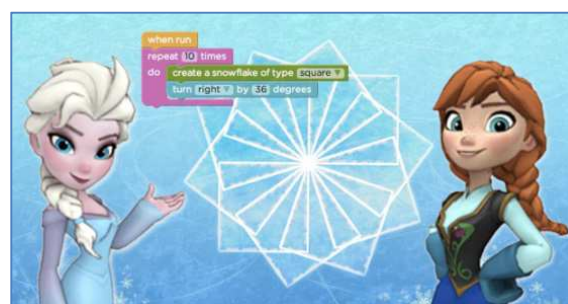 when run
repeat 10 times
do create a snowflake of type square
turn right by 36 degrees